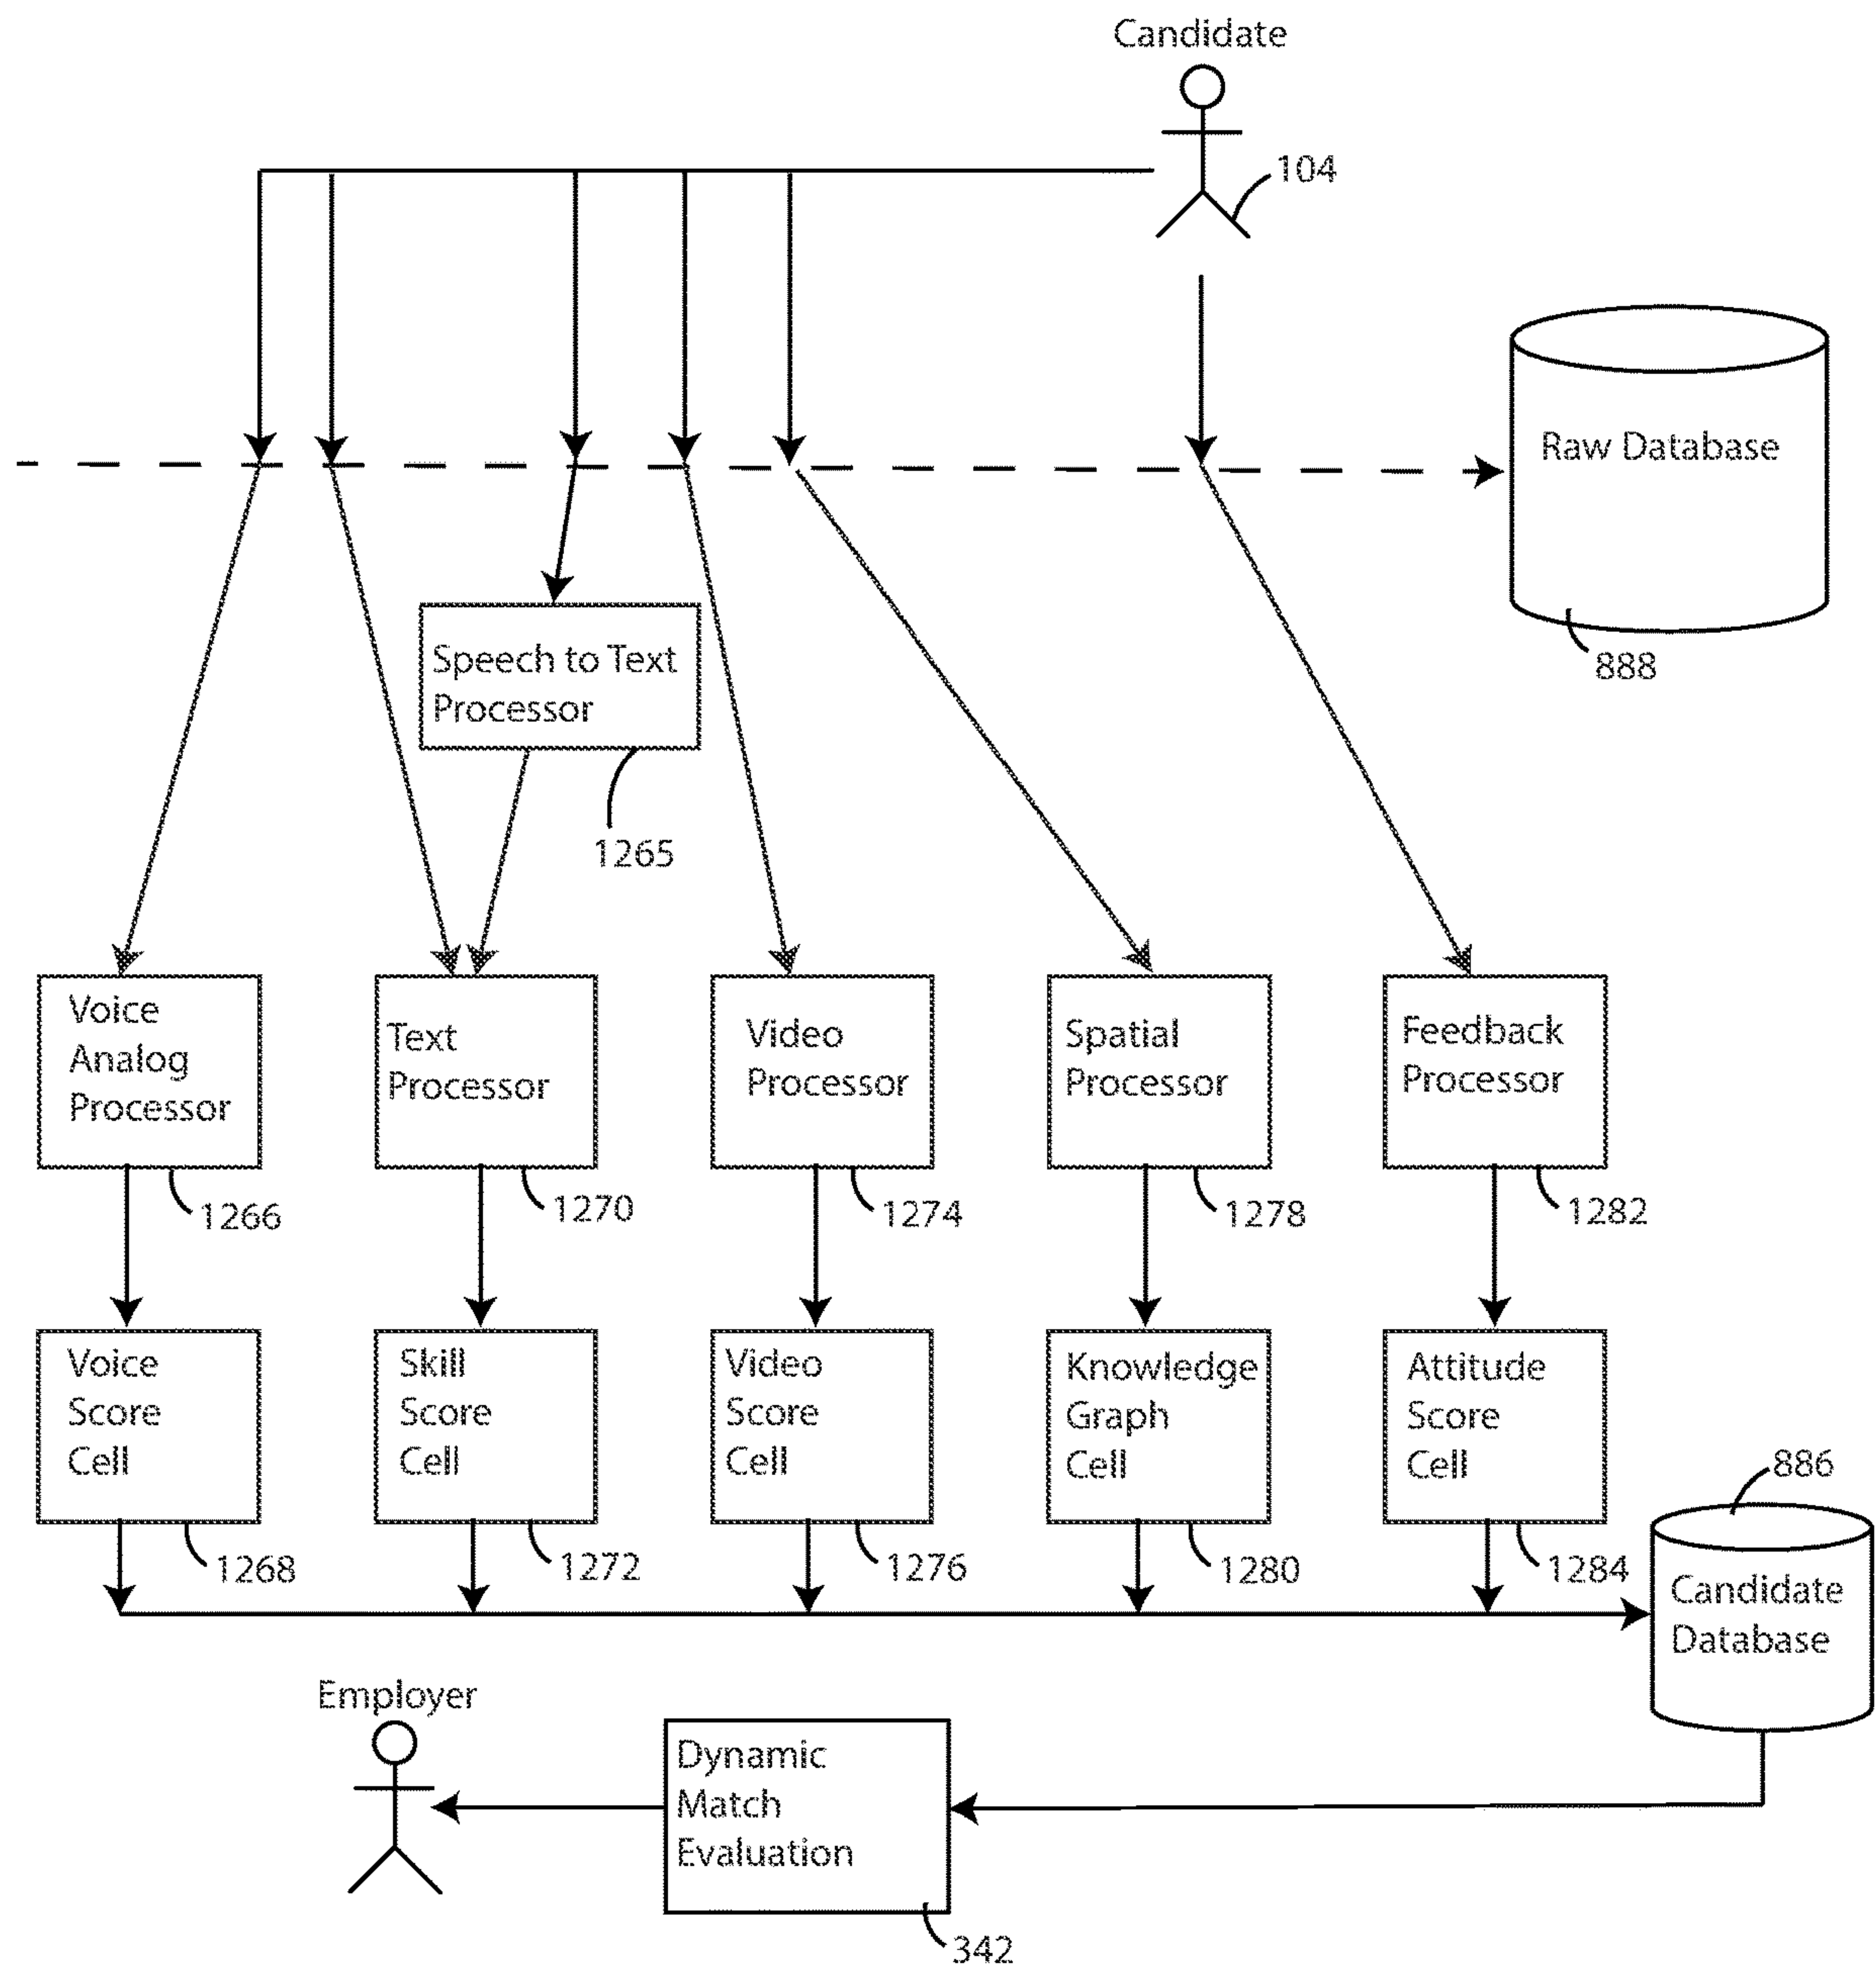 Candidate
104
Raw Database
888
Speech to Text
Processor
1265
Voice
Analog
Processor
1266
Text
Processor
1270
Video
Processor
1274
Spatial
Processor
1278
Feedback
Processor
1282
Voice
Score
Cell
1268
Skill
Score
Cell
1272
Video
Score
Cell
1276
Knowledge
Graph
Cell
1280
Attitude
Score
Cell
1284
886
Candidate
Database
Employer
Dynamic
Match
Evaluation
342